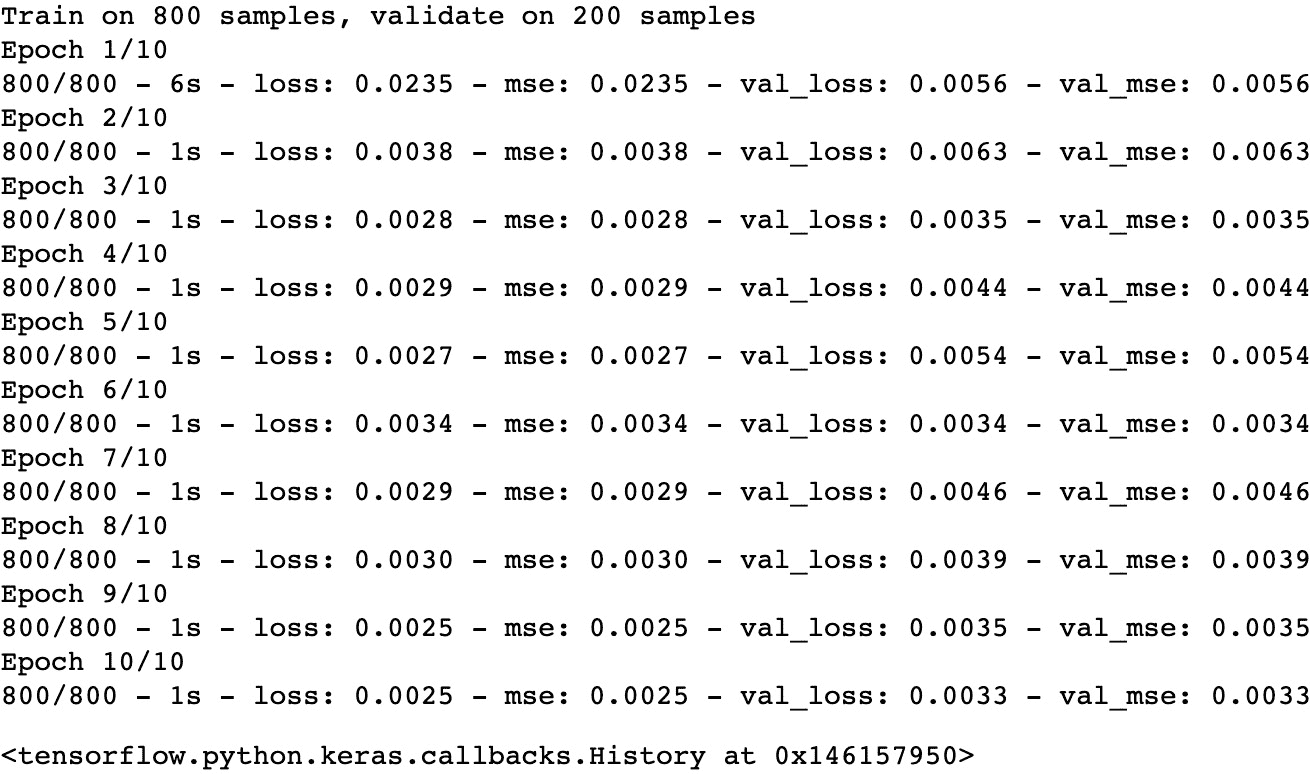 Train on 800 samples, validate on 200 samples
Epoch 1/10
800/800 - 6s - loss: 0.0235 - mse: 0.0235 - val_loss: 0.0056 - val_mse: 0.0056
Epoch 2/10
800/800 - 1s - loss: 0.0038 - mse: 0.0038 - val_loss: 0.0063 - val_mse: 0.0063
Epoch 3/10
800/800 - 1s - loss: 0.0028 - mse: 0.0028 - val_loss: 0.0035 - val_mse: 0.0035
Epoch 4/10
800/800 - 1s - loss: 0.0029 - mse: 0.0029 - val_loss: 0.0044 - val_mse: 0.0044
Epoch 5/10
800/800 - 1s - loss: 0.0027 - mse: 0.0027 - val_loss: 0.0054 - val_mse: 0.0054
Epoch 6/10
800/800 - 1s - loss: 0.0034 - mse: 0.0034 - val_loss: 0.0034 - val_mse: 0.0034
Epoch 7/10
800/800 - 1s - loss: 0.0029 - mse: 0.0029 - val_loss: 0.0046 - val_mse: 0.0046
Epoch 8/10
800/800 - 1s - loss: 0.0030 - mse: 0.0030 - val_loss: 0.0039 - val_mse: 0.0039
Epoch 9/10
800/800 - 1s - loss: 0.0025 - mse: 0.0025 - val_loss: 0.0035 - val_mse: 0.0035
Epoch 10/10
800/800 - 1s - loss: 0.0025 - mse: 0.0025 - val_loss: 0.0033 - val_mse: 0.0033
<tensorflow.python.keras.callbacks.History at 0x146157950>